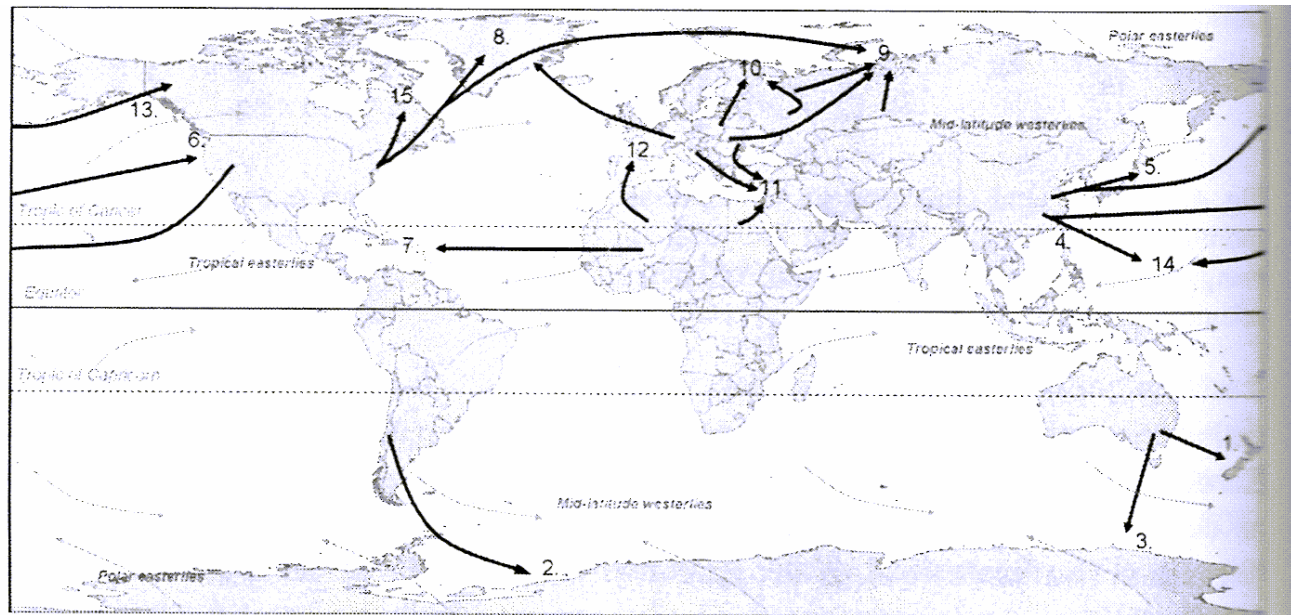 8.
Polar easterlies
9
10.
15.
13.
Mid-latitude westerlies
6.
12
5.
11
Tropic of Cancer
7.
4.
Tropical easterlies
14
Equator
Tropical easterlies
Tropic of Capricorn
1.
Mid-latitude westerlies
3.
2.
Polar easterlies